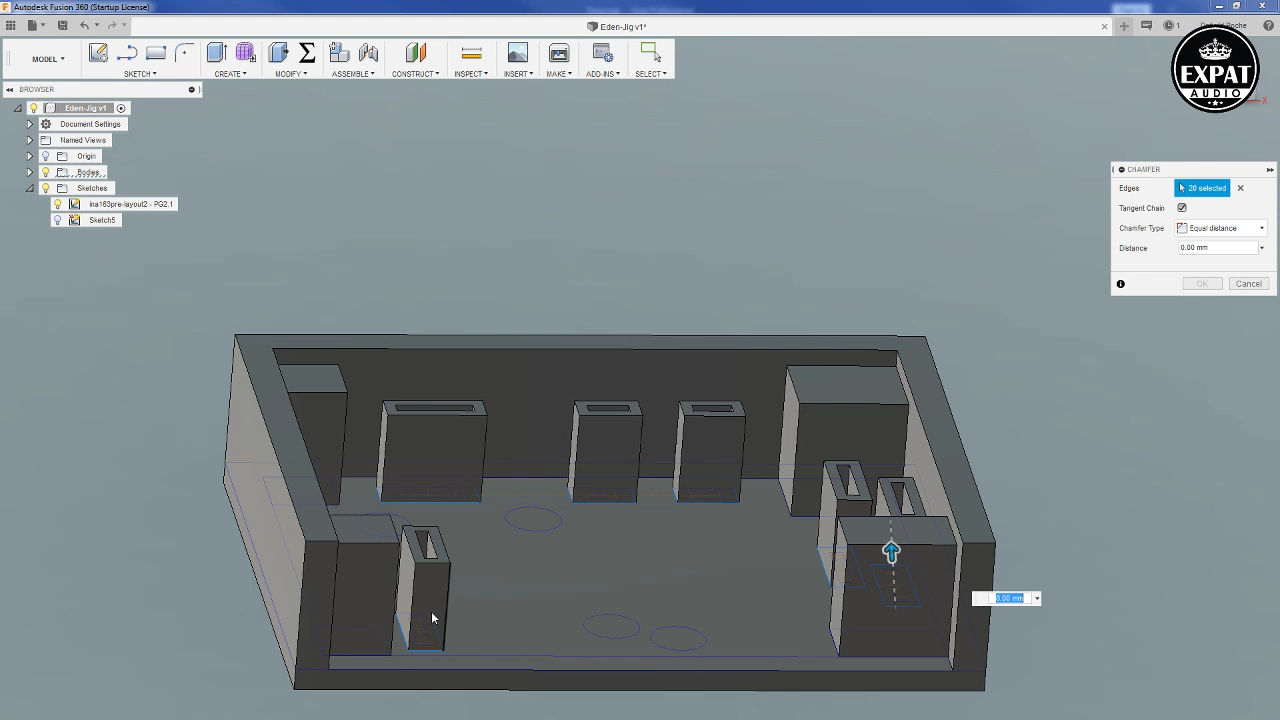 Autodesk Fusion 360 (Startup License)
Eden-Jig v1*
1
MODEL
SKETCH
CREATE
MODIFY
ASSEMBLE
CONSTRUCT
INSPECT
INSERT
MAKE
ADD-INS
SELECT
EXPAT
AUDIO
X
BROWSER
Eden-Jig v1
Document Settings
Named Views
Origin
Bodies
Sketches
ina163pre-layout2 - PG2.1
Sketch5
CHAMFER
Edges
20 selected
Tangent Chain
Chamfer Type
Equal distance
Distance
0.00 mm
OK
Cancel
0.00 mm